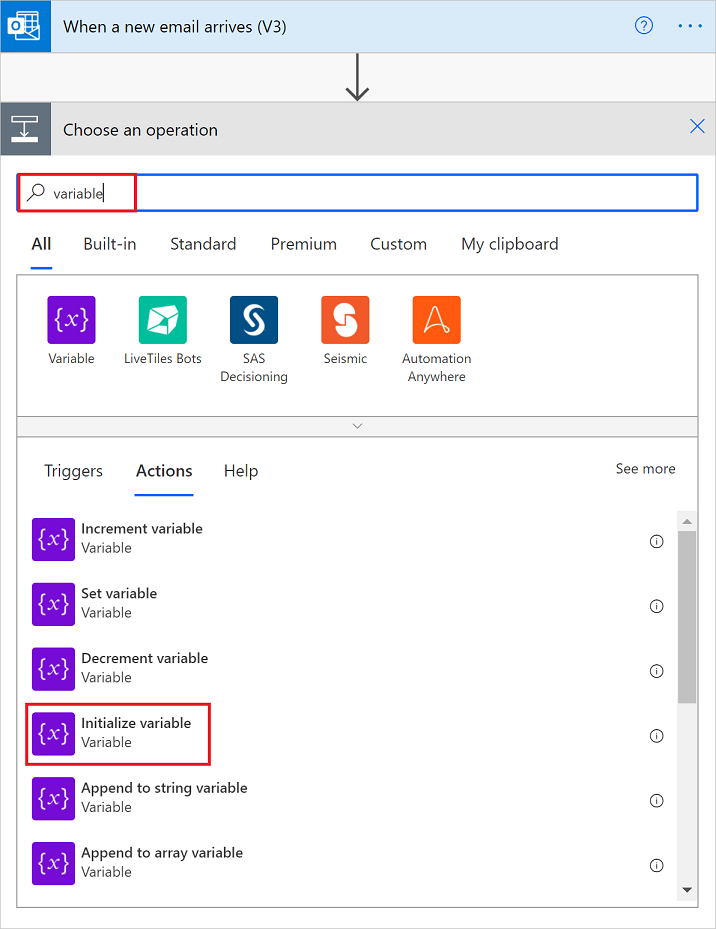 When a new email arrives (V3)
Choose an operation
variable
All Built-in Standard Premium Custom My clipboard
{x}
Variable
LiveTiles Bots
SAS
Decisioning
Seismic
Automation
Anywhere
Triggers Actions Help See more
{x} Increment variable
Variable
{x} Set variable
Variable
{x} Decrement variable
Variable
{x} Initialize variable
Variable
{x} Append to string variable
Variable
{x} Append to array variable
Variable